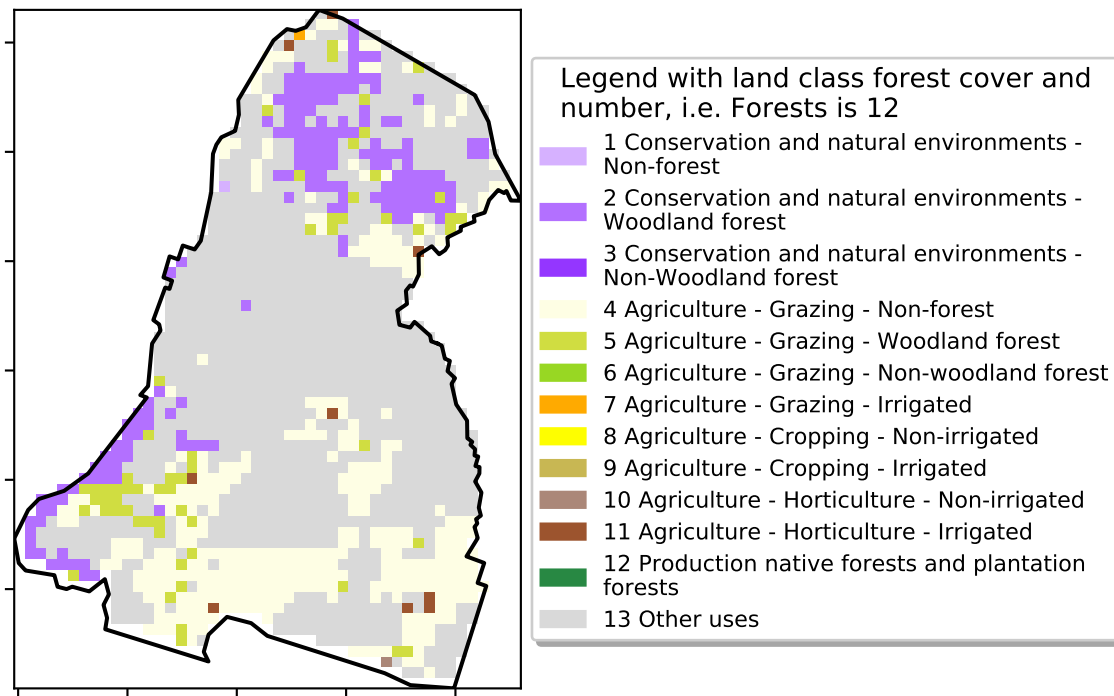 Legend with land class forest cover and
number, i.e. Forests is 12
1 Conservation and natural environments -
Non-forest
2 Conservation and natural environments -
Woodland forest
3 Conservation and natural environments -
Non-Woodland forest
4 Agriculture - Grazing - Non-forest
5 Agriculture - Grazing - Woodland forest
6 Agriculture - Grazing - Non-woodland forest
7 Agriculture - Grazing - Irrigated
8 Agriculture - Cropping - Non-irrigated
9 Agriculture - Cropping - Irrigated
10 Agriculture - Horticulture - Non-irrigated
11 Agriculture - Horticulture - Irrigated
12 Production native forests and plantation
forests
13 Other uses